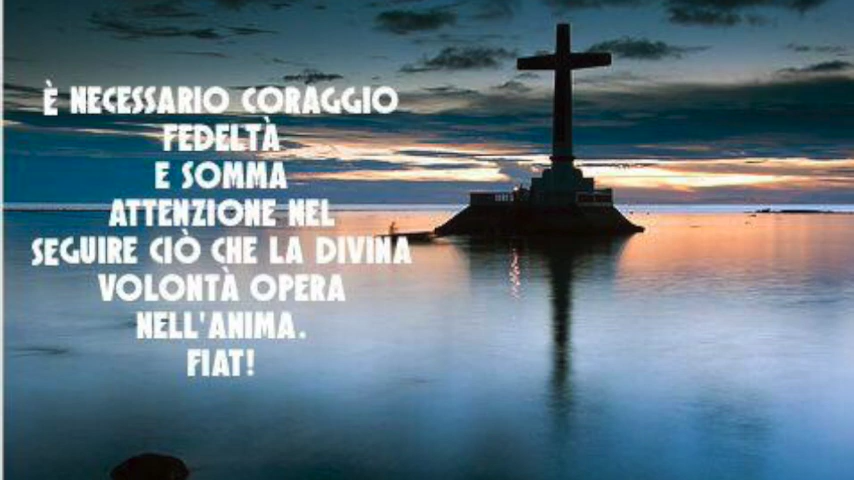 È NECESSARIO CORAGGIO
FEDELTÀ
E SOMMA
ATTENZIONE NEL
SEGUIRE CIÒ CHE LA DIVINA
VOLONTÀ OPERA
NELL'ANIMA.
FIAT!